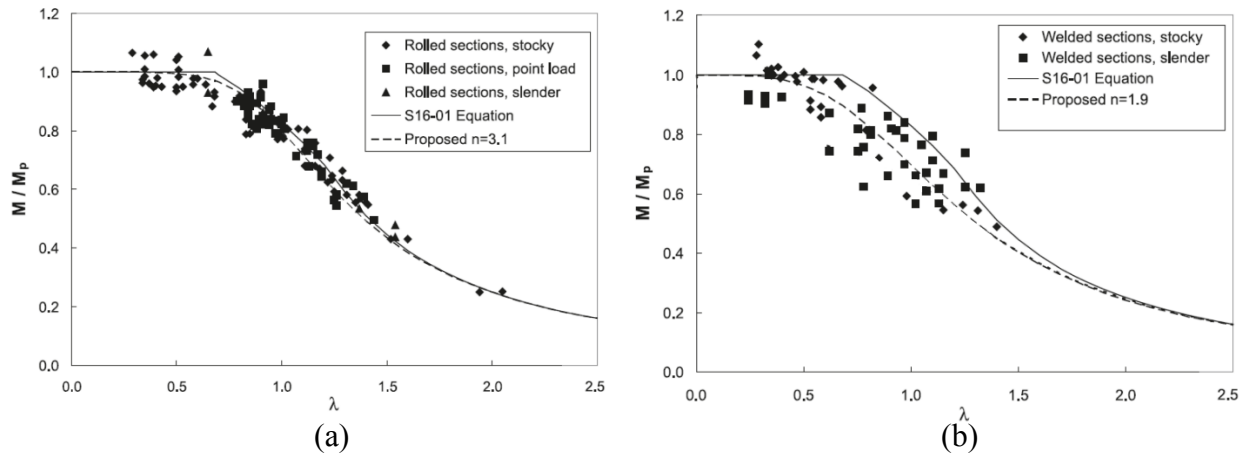 1.2
1.0
0.8
0.6
0.4
0.2
0.0
M / Mp
0.0 0.5 1.0 1.5 2.0 2.5
λ
Rolled sections, stocky
Rolled sections, point load
Rolled sections, slender
S16-01 Equation
Proposed n=3.1
(a)
1.2
1.0
0.8
0.6
0.4
0.2
0.0
M / Mp
0.0 0.5 1.0 1.5 2.0 2.5
λ
Welded sections, stocky
Welded sections, slender
S16-01 Equation
Proposed n=1.9
(b)